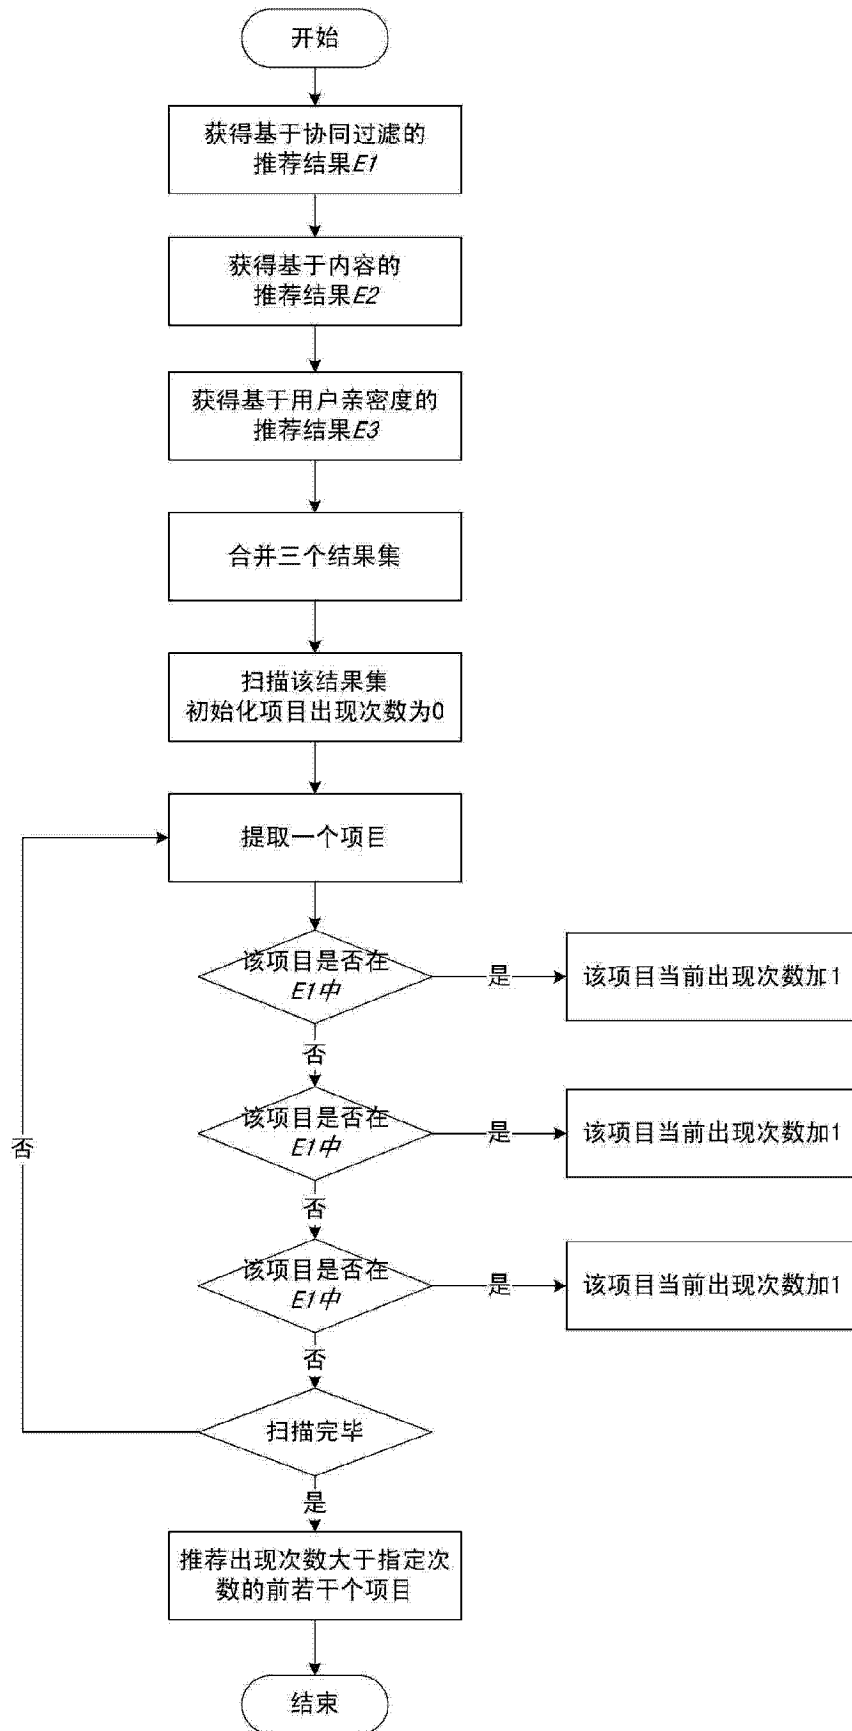 开始
获得基于协同过滤的
推荐结果E1
获得基于内容的
推荐结果E2
获得基于用户亲密度的
推荐结果E3
合并三个结果集
扫描该结果集
初始化项目出现次数为0
提取一个项目
该项目是否在
E1中
是
该项目当前出现次数加1
否
该项目是否在
E1中
是
该项目当前出现次数加1
否
否
该项目是否在
E1中
是
该项目当前出现次数加1
否
扫描完毕
是
推荐出现次数大于指定次
数的前若干个项目
结束